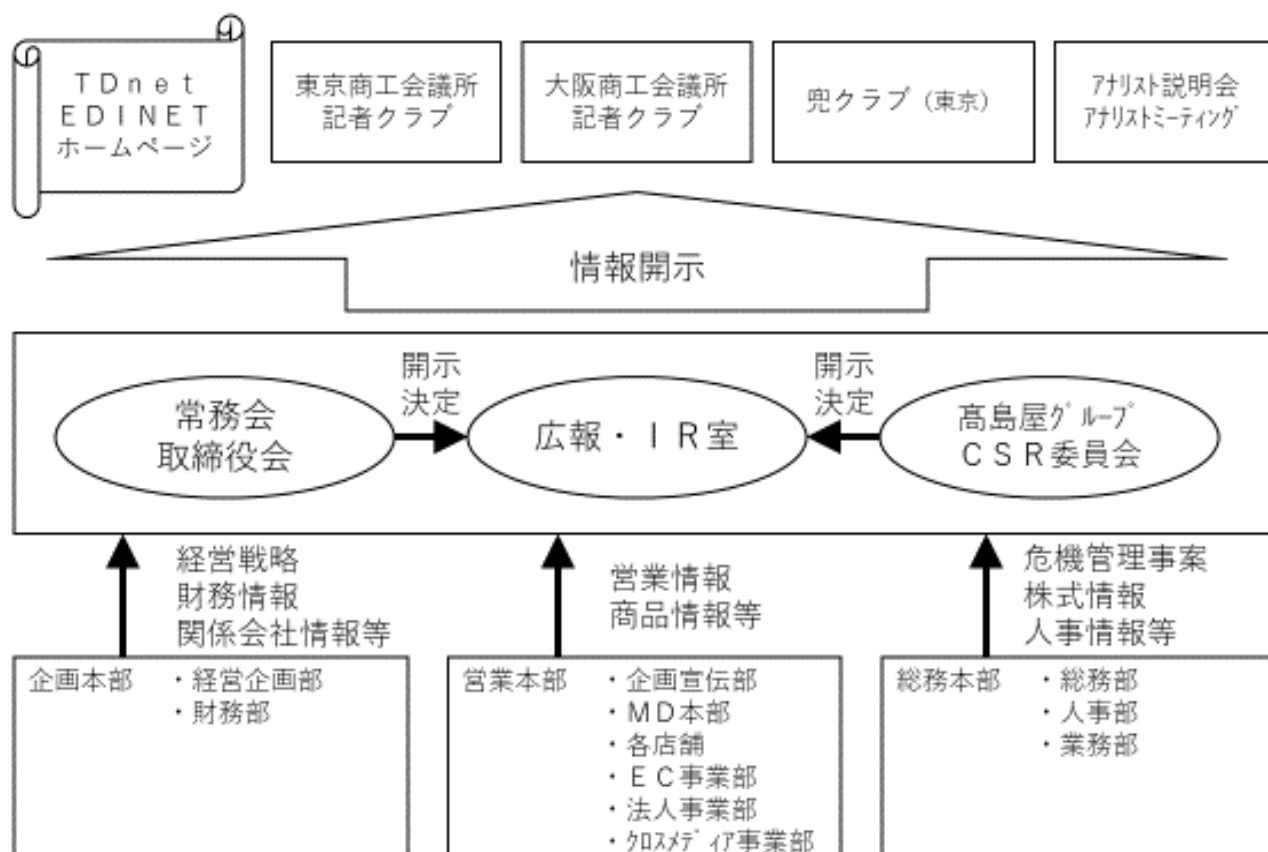 ＴＤｎｅｔ
ＥＤＩＮＥＴ
ホームページ
東京商工会議所
記者クラブ
大阪商工会議所
記者クラブ
兜クラブ（東京）
ｱﾅﾘｽﾄ説明会
ｱﾅﾘｽﾄﾐｰﾃｨﾝｸﾞ
情報開示
常務会
取締役会
開示
決定
広報・ＩＲ室
開示
決定
髙島屋ｸﾞﾙｰﾌﾟ
ＣＳＲ委員会
経営戦略
財務情報
関係会社情報等
営業情報
商品情報等
危機管理事案
株式情報
人事情報等
企画本部 ・経営企画部
・財務部
営業本部 ・企画宣伝部
・ＭＤ本部
・各店舗
・ＥＣ事業部
・法人事業部
・ｸﾛｽﾒﾃﾞｨｱ事業部
総務本部 ・総務部
・人事部
・業務部